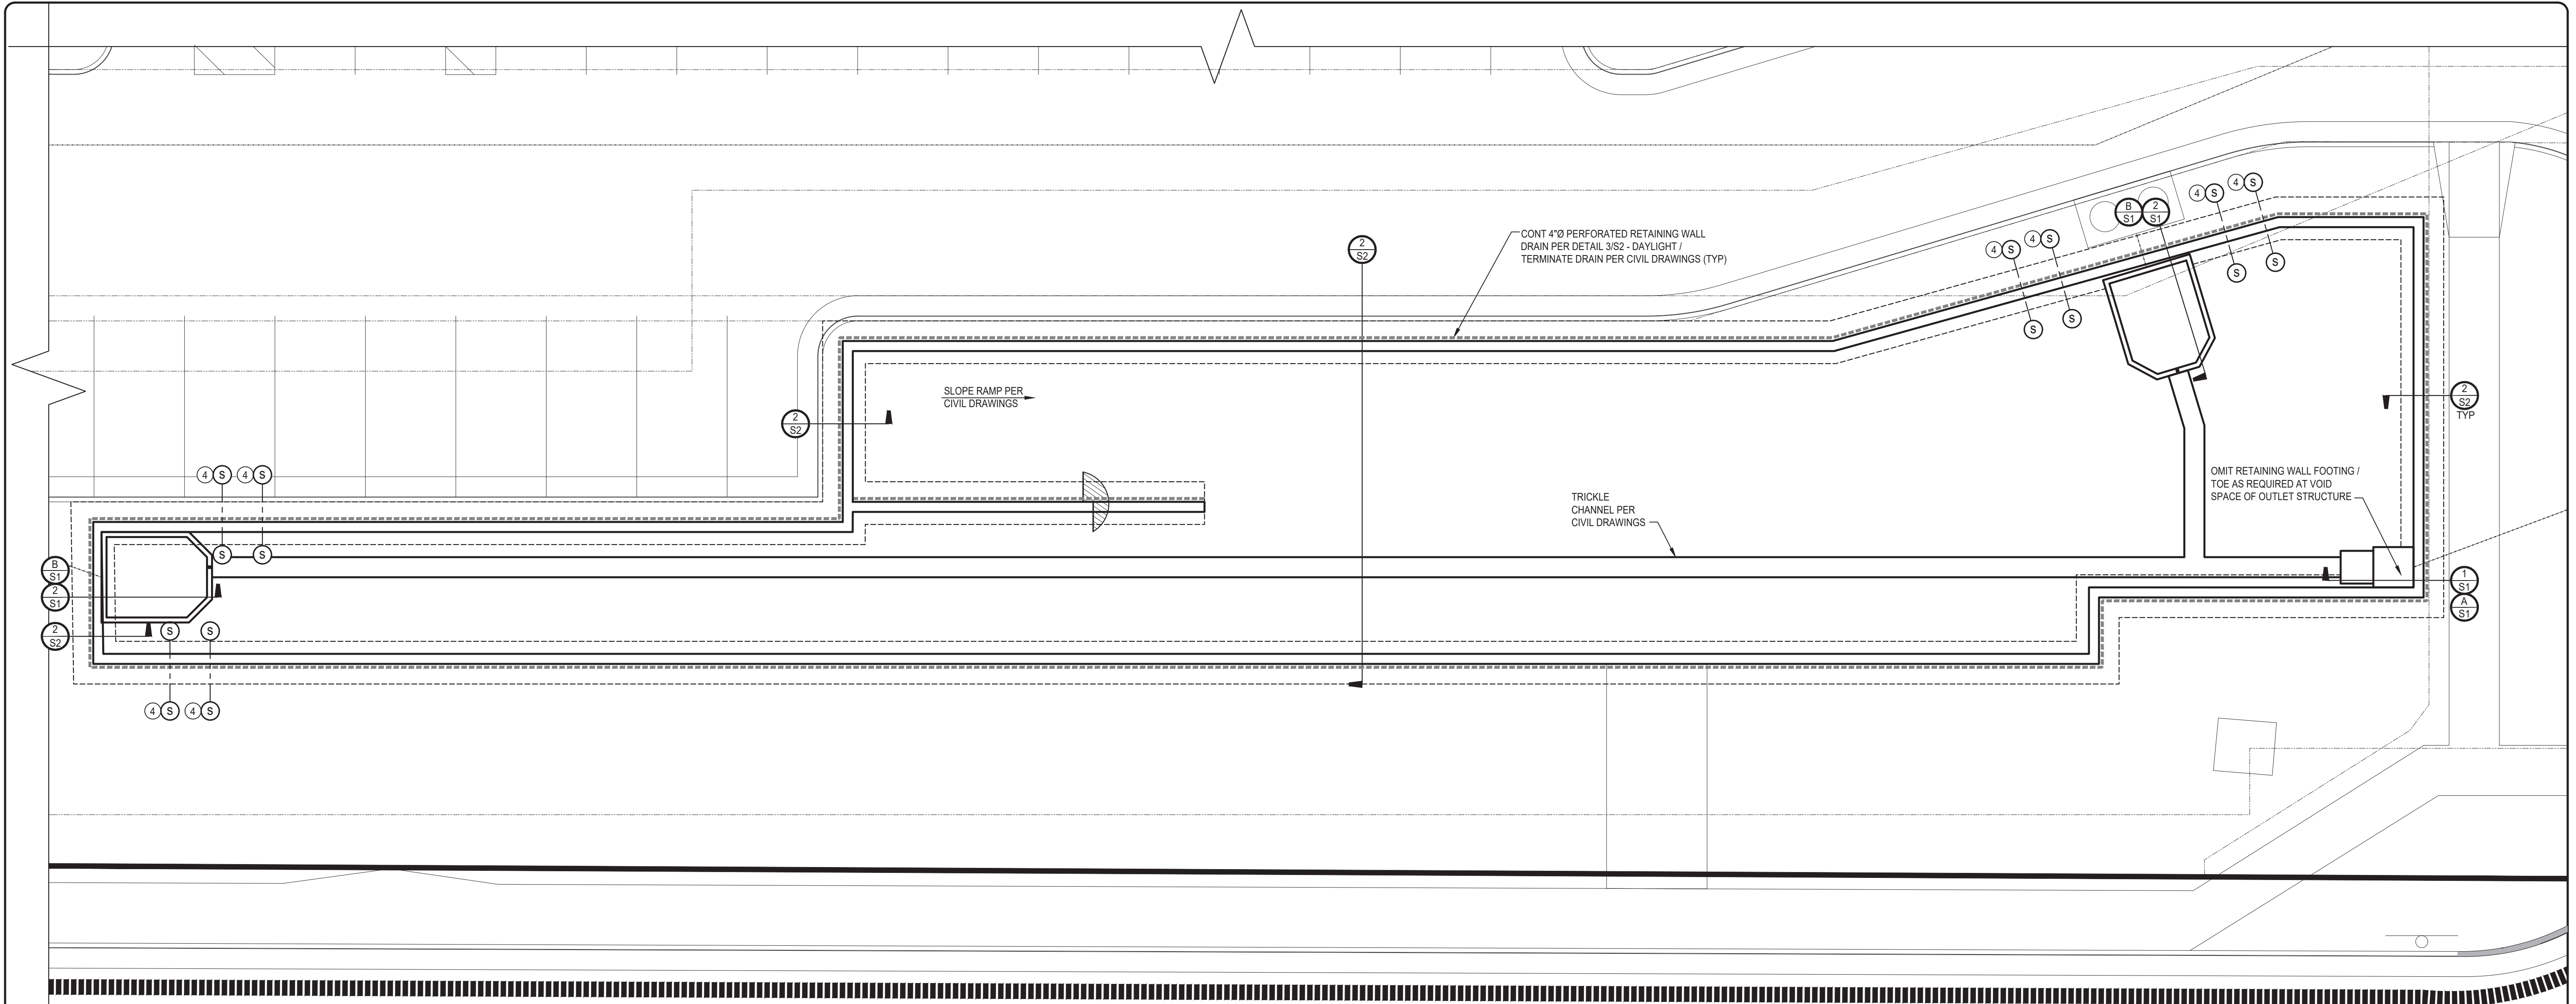 4 S 4 S
B 2
S1 S1
4 S 4 S
S S
S S
2
S2
CONT 4"Ø PERFORATED RETAINING WALL
DRAIN PER DETAIL 3/S2 - DAYLIGHT /
TERMINATE DRAIN PER CIVIL DRAWINGS (TYP)
SLOPE RAMP PER
CIVIL DRAWINGS
2
S2
2
S2
TYP
4 S 4 S
S S
TRICKLE
CHANNEL PER
CIVIL DRAWINGS
OMIT RETAINING WALL FOOTING /
TOE AS REQUIRED AT VOID
SPACE OF OUTLET STRUCTURE
B
S1
2
S1
2
S2
1
S1
A
S1
S S
4 S 4 S